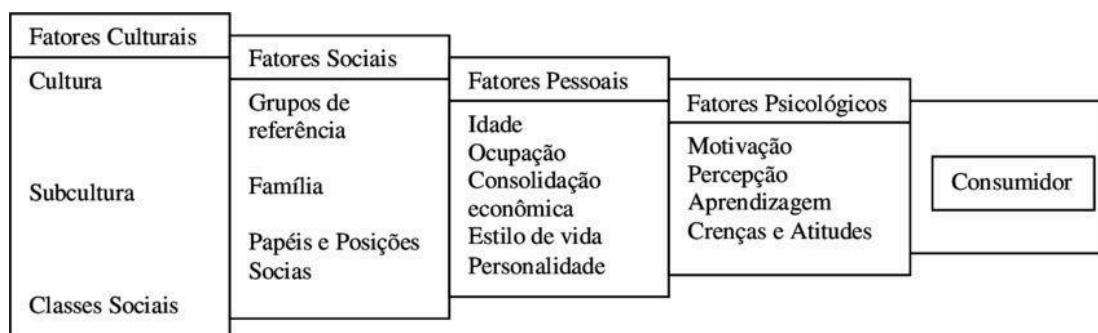 Fatores Culturais
Cultura
Subcultura
Classes Sociais
Fatores Sociais
Grupos de
referência
Família
Papéis e Posições
Socias
Fatores Pessoais
Idade
Ocupação
Consolidação
econômica
Estilo de vida
Personalidade
Fatores Psicológicos
Motivação
Percepção
Aprendizagem
Crenças e Atitudes
Consumidor